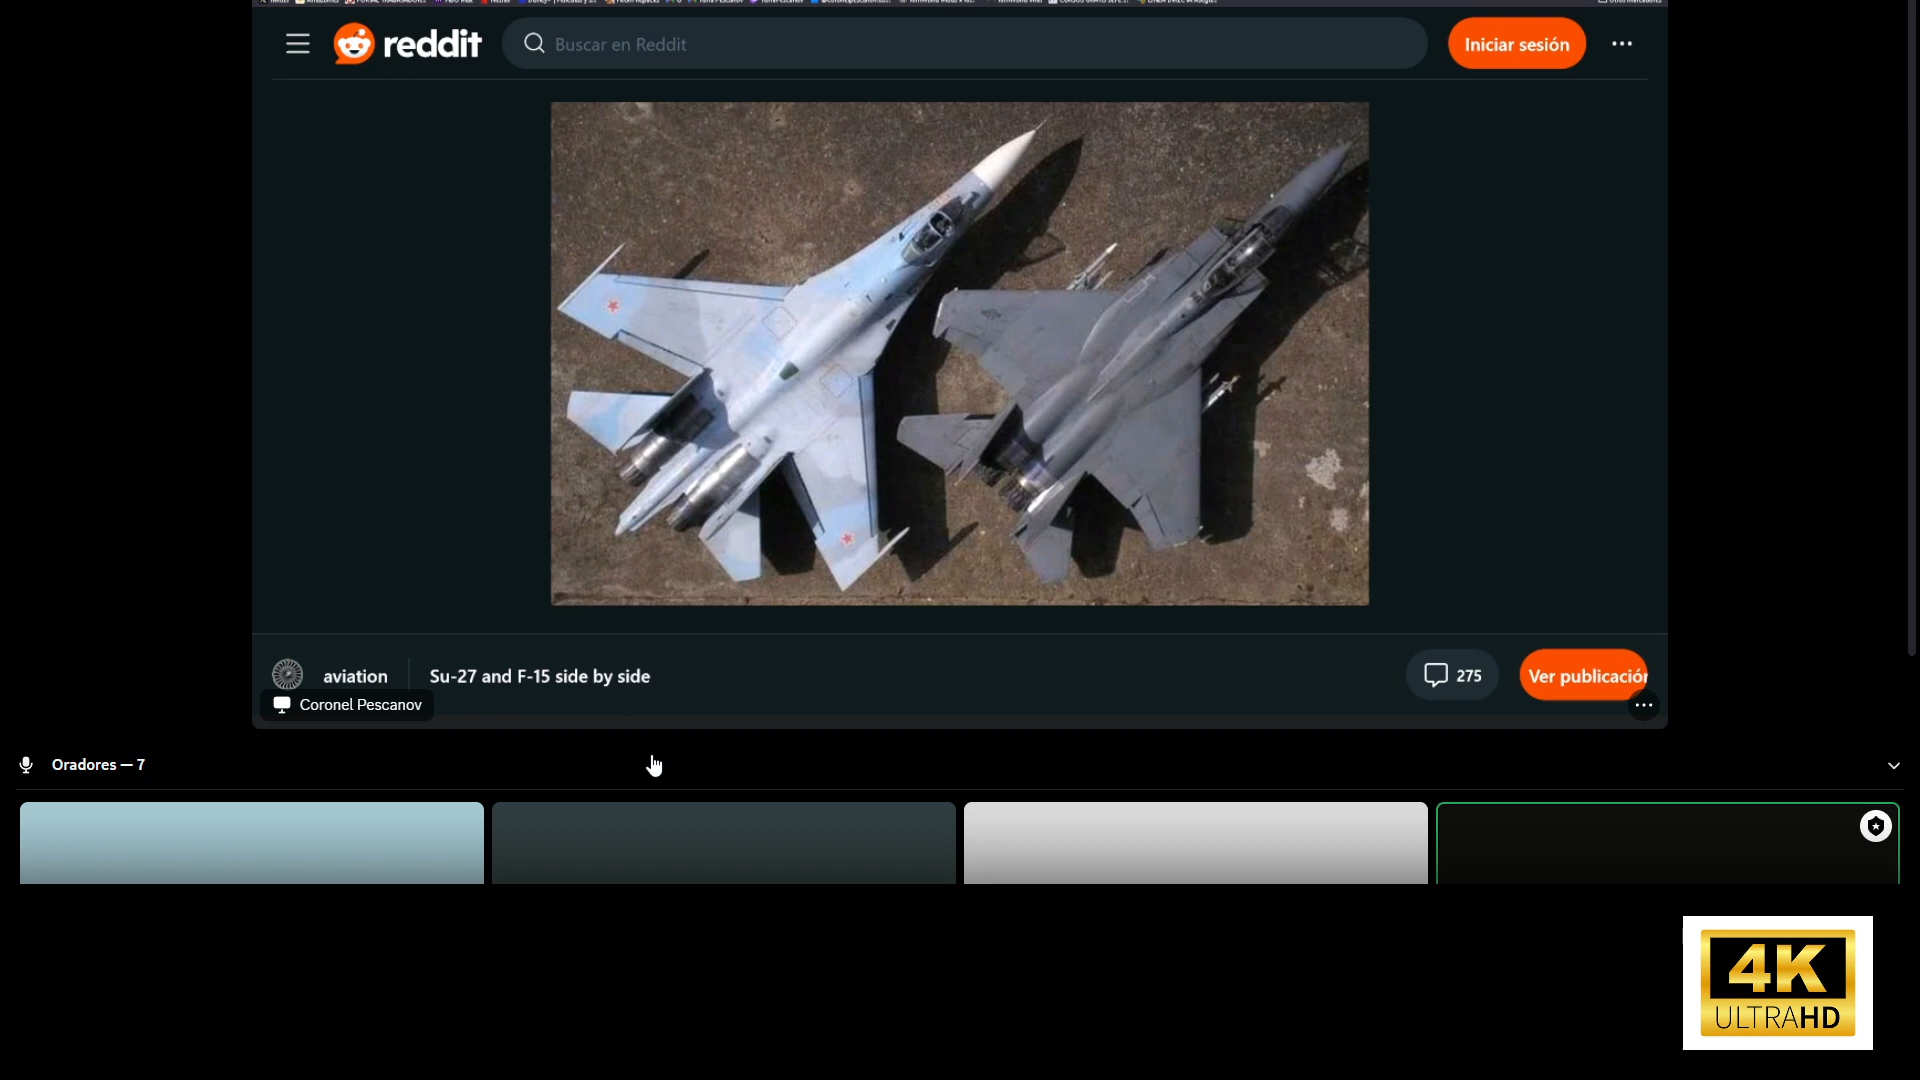 reddit
Buscar en Reddit
Iniciar sesión
aviation
Su-27 and F-15 side by side
275
Ver publicación
Coronel Pescanov
Oradores — 7
4K
ULTRAHD